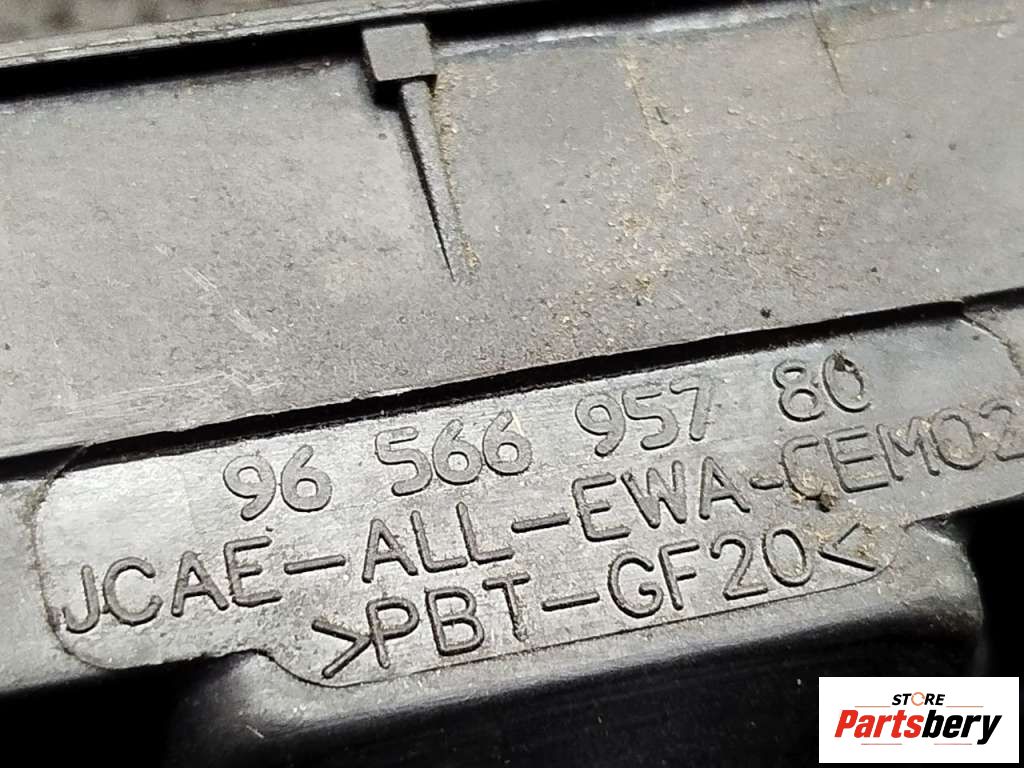 96 566 957 80
JCAE-ALL-EWA-CEM02
>PBT-GF20<
STORE
Partsbery